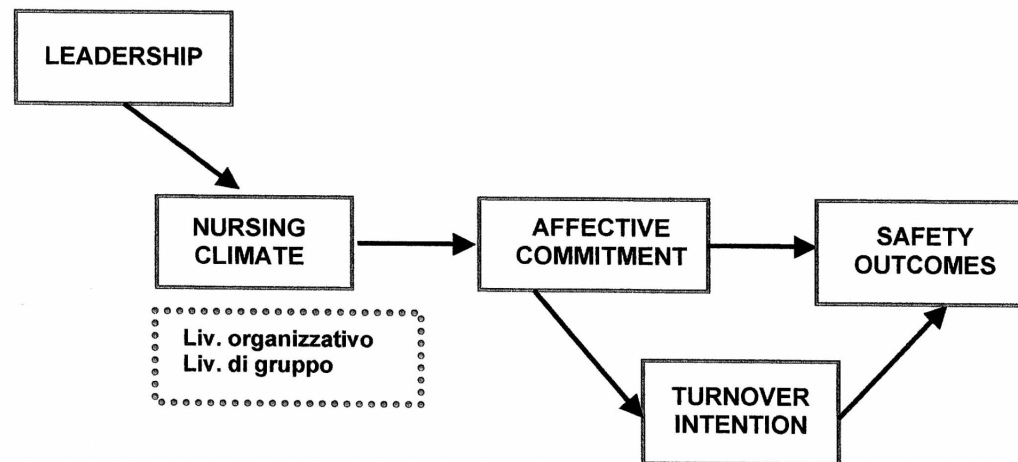 LEADERSHIP
NURSING
CLIMATE
AFFECTIVE
COMMITMENT
SAFETY
OUTCOMES
Liv. organizzativo
Liv. di gruppo
TURNOVER
INTENTION